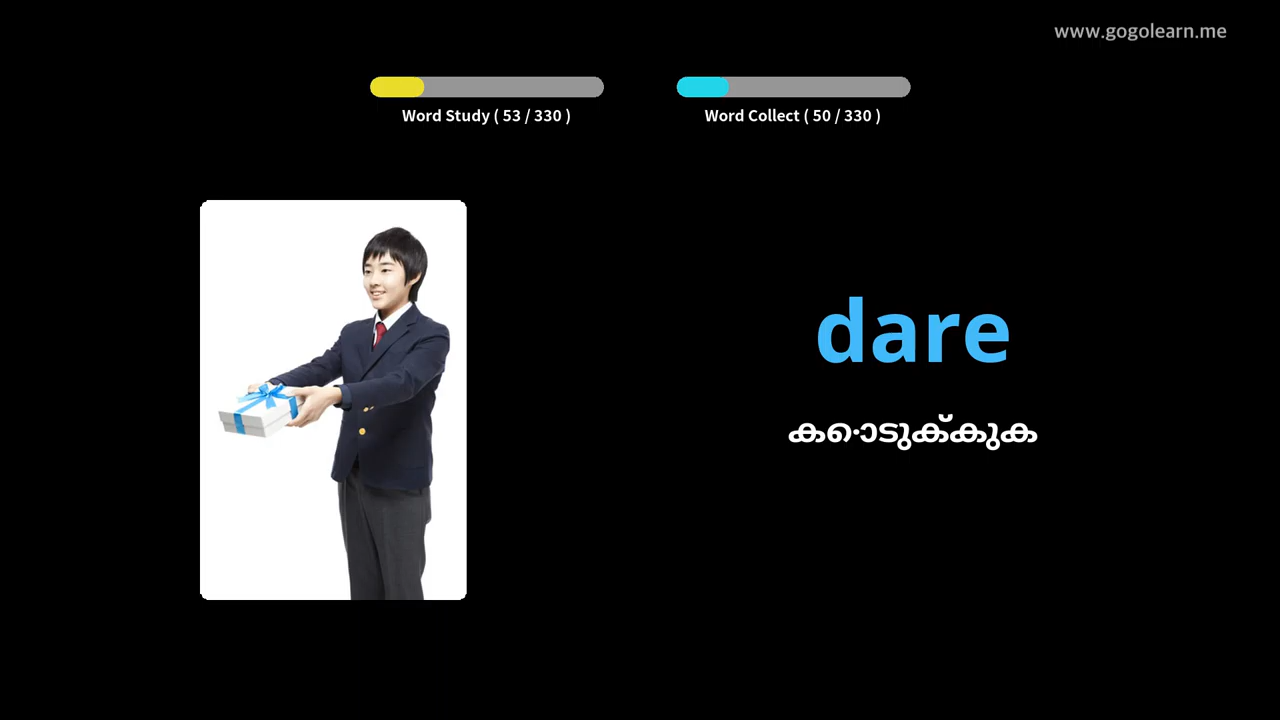 www.gogolearn.me
Word Study ( 53 / 330 )
Word Collect ( 50 / 330 )
dare
കൊടുക്കുക